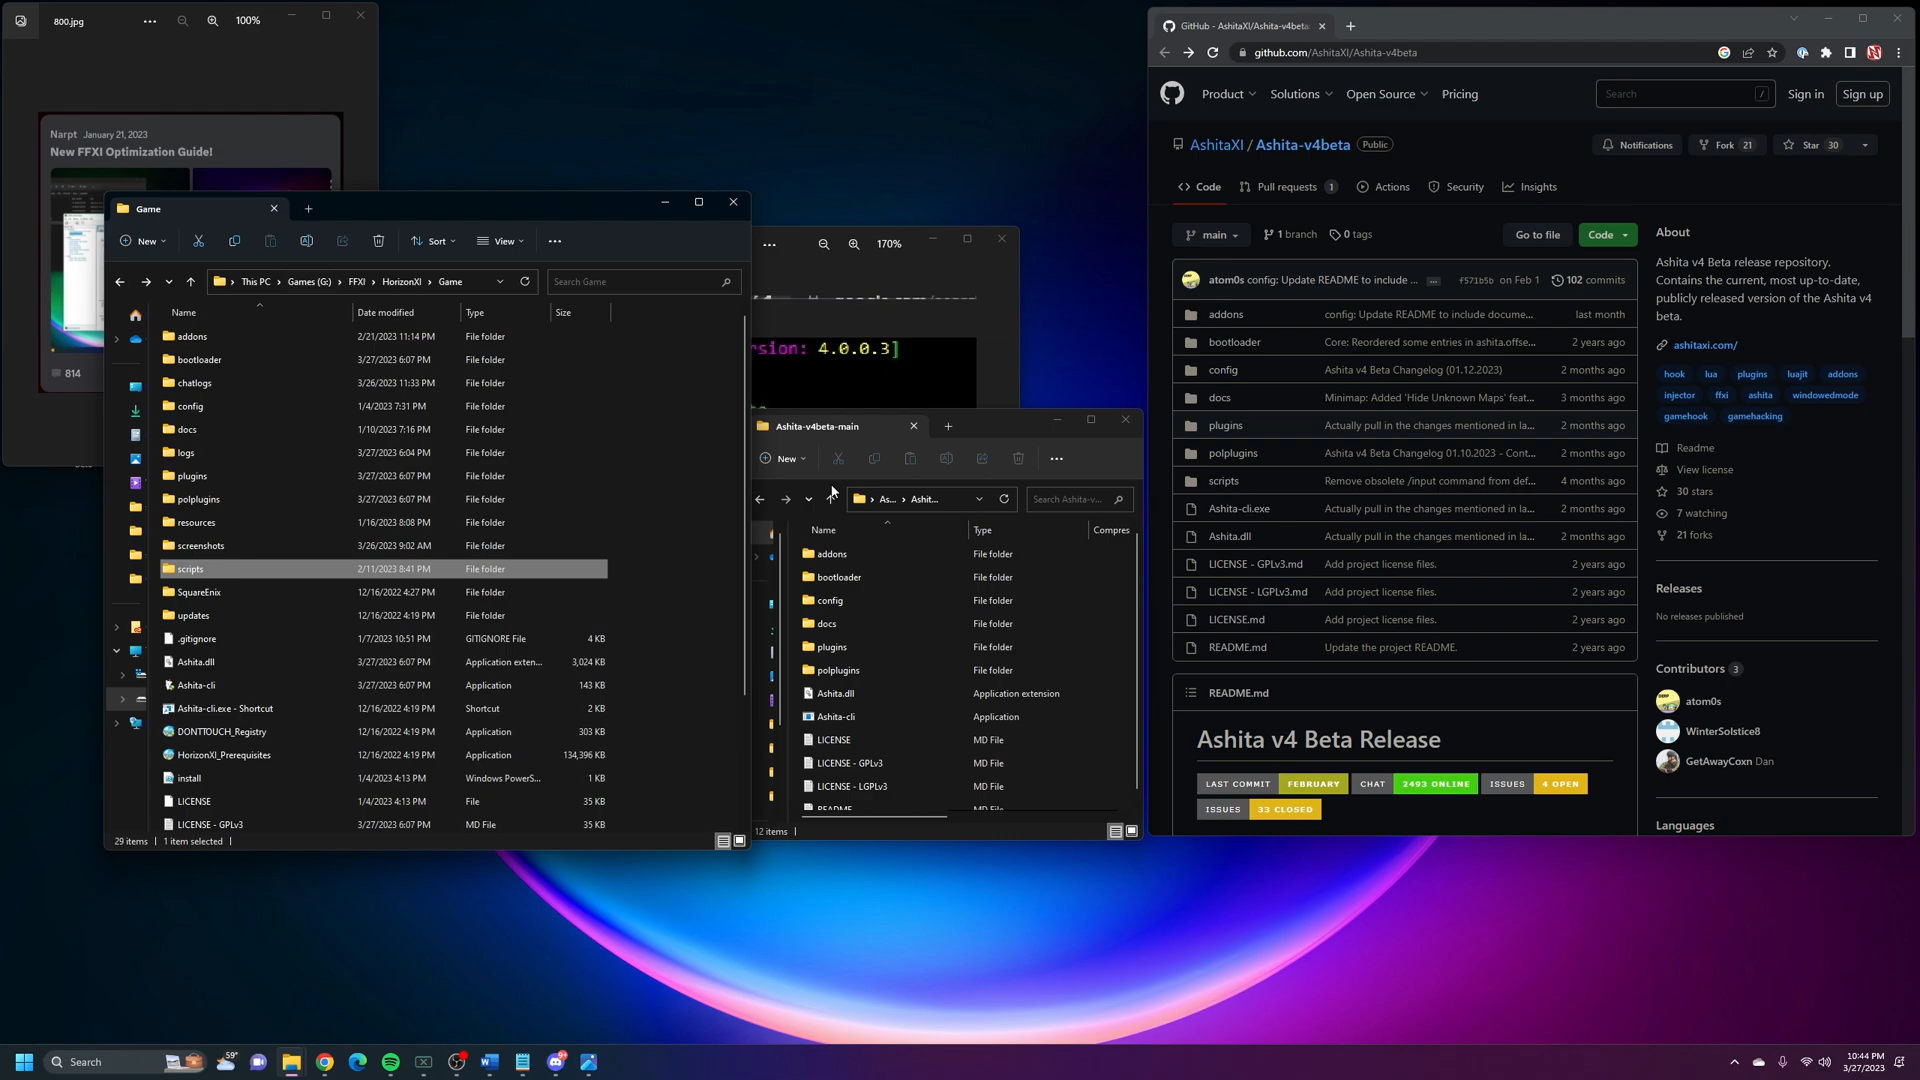 800.jpg
100%
Narpt January 21, 2023
New FFXI Optimization Guide!
814
Game
New
Sort
View
This PC > Games (G:) > FFXI > HorizonXI > Game
Search Game
Name Date modified Type Size
addons 2/21/2023 11:14 PM File folder
bootloader 3/27/2023 6:07 PM File folder
chatlogs 3/26/2023 11:33 PM File folder
config 1/4/2023 7:31 PM File folder
docs 1/10/2023 7:16 PM File folder
logs 3/27/2023 6:04 PM File folder
plugins 3/27/2023 6:07 PM File folder
polplugins 3/27/2023 6:07 PM File folder
resources 1/16/2023 8:08 PM File folder
screenshots 3/26/2023 9:02 AM File folder
scripts 2/11/2023 8:41 PM File folder
SquareEnix 12/16/2022 4:27 PM File folder
updates 12/16/2022 4:19 PM File folder
.gitignore 1/7/2023 10:51 PM GITIGNORE File 4 KB
Ashita.dll 3/27/2023 6:07 PM Application exten... 3,024 KB
Ashita-cli 3/27/2023 6:07 PM Application 143 KB
Ashita-cli.exe - Shortcut 12/16/2022 4:19 PM Shortcut 2 KB
DONTTOUCH_Registry 12/16/2022 4:19 PM Application 303 KB
HorizonXI_Prerequisites 12/16/2022 4:19 PM Application 134,396 KB
install 1/4/2023 4:13 PM Windows PowerS... 1 KB
LICENSE 1/4/2023 4:13 PM File 35 KB
LICENSE - GPLv3 3/27/2023 6:07 PM MD File 35 KB
29 items 1 item selected
170%
sion: 4.0.0.3]
Ashita-v4beta-main
New
As... > Ashit...
Search Ashita-v...
Name Type Compres
addons File folder
bootloader File folder
config File folder
docs File folder
plugins File folder
polplugins File folder
Ashita.dll Application extension
Ashita-cli Application
LICENSE MD File
LICENSE - GPLv3 MD File
LICENSE - LGPLv3 MD File
README MD File
12 items
GitHub - AshitaXI/Ashita-v4beta:
github.com/AshitaXI/Ashita-v4beta
Product Solutions Open Source Pricing
Search /
Sign in Sign up
AshitaXI / Ashita-v4beta Public
Notifications Fork 21 Star 30
Code Pull requests 1 Actions Security Insights
main 1 branch 0 tags Go to file Code
atom0s config: Update README to include ... ... f571b5b on Feb 1 102 commits
addons config: Update README to include docume... last month
bootloader Core: Reordered some entries in ashita.offse... 2 years ago
config Ashita v4 Beta Changelog (01.12.2023) 2 months ago
docs Minimap: Added 'Hide Unknown Maps' feat... 3 months ago
plugins Actually pull in the changes mentioned in la... 2 months ago
polplugins Ashita v4 Beta Changelog 01.10.2023 - Cont... 2 months ago
scripts Remove obsolete /input command from def... 4 months ago
Ashita-cli.exe Actually pull in the changes mentioned in la... 2 months ago
Ashita.dll Actually pull in the changes mentioned in la... 2 months ago
LICENSE - GPLv3.md Add project license files. 2 years ago
LICENSE - LGPLv3.md Add project license files. 2 years ago
LICENSE.md Add project license files. 2 years ago
README.md Update the project README. 2 years ago
README.md
Ashita v4 Beta Release
LAST COMMIT FEBRUARY CHAT 2493 ONLINE ISSUES 4 OPEN
ISSUES 33 CLOSED
About
Ashita v4 Beta release repository.
Contains the current, most up-to-date,
publicly released version of the Ashita v4
beta.
ashitaxi.com/
hook lua plugins luajit addons
injector ffxi ashita windowedmode
gamehook gamehacking
Readme
View license
30 stars
7 watching
21 forks
Releases
No releases published
Contributors 3
atom0s
WinterSolstice8
GetAwayCoxn Dan
Languages
Search
59°
9+
10:44 PM
3/27/2023